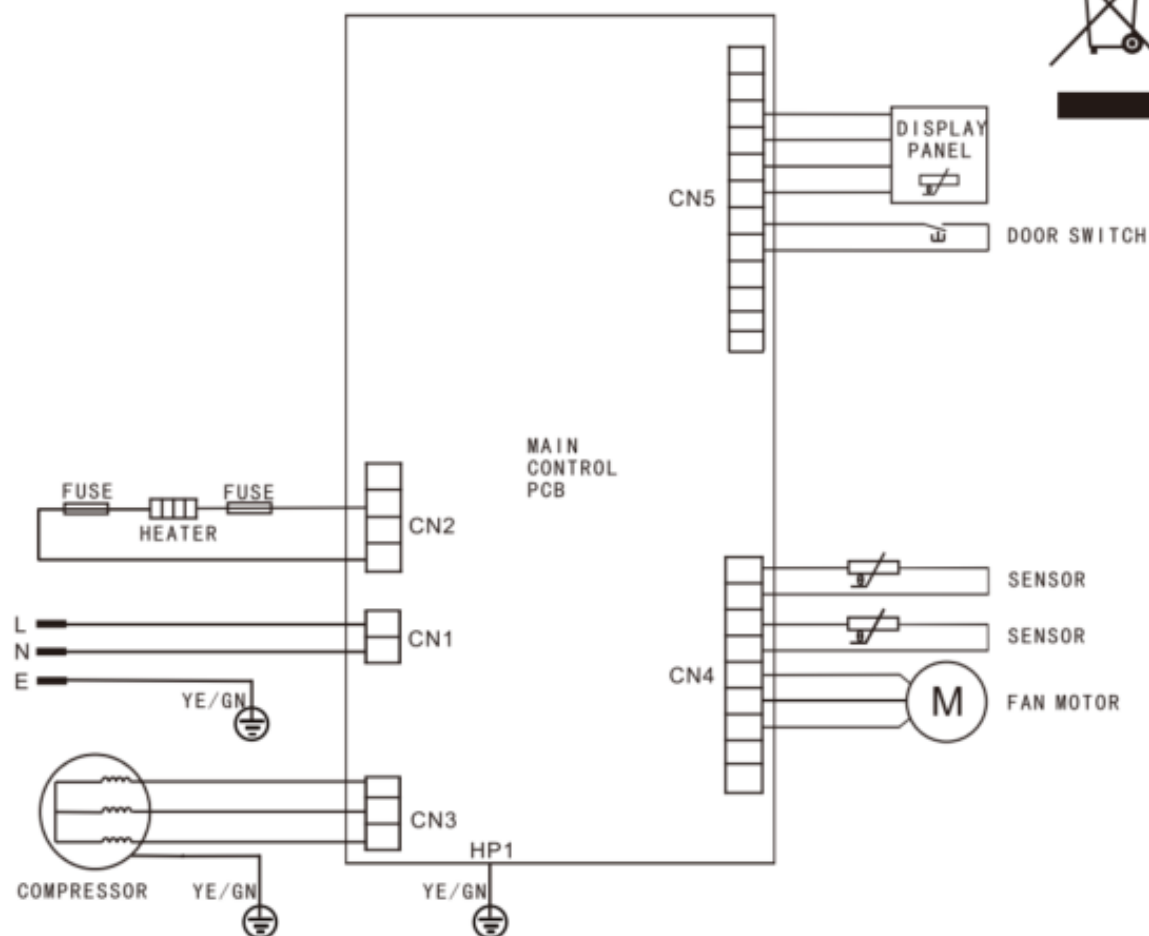 DISPLAY
PANEL
CN5
DOOR SWITCH
MAIN
CONTROL
PCB
FUSE
FUSE
HEATER
CN2
L
N
E
CN1
YE/GN
SENSOR
SENSOR
CN4
M
FAN MOTOR
CN3
HP1
COMPRESSOR
YE/GN
YE/GN